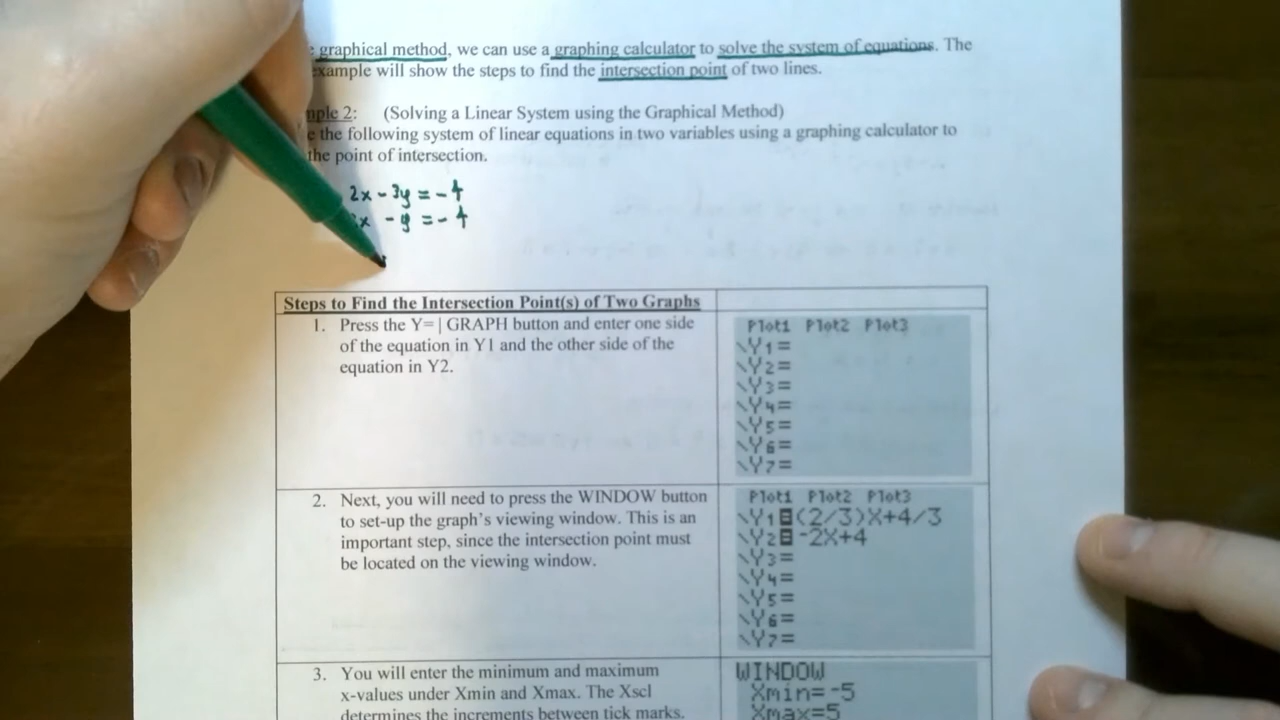 graphical method, we can use a graphing calculator to solve the system of equations. The
example will show the steps to find the intersection point of two lines.
mple 2: (Solving a Linear System using the Graphical Method)
e the following system of linear equations in two variables using a graphing calculator to
the point of intersection.
2x - 3y = -4
x - y = -4
Steps to Find the Intersection Point(s) of Two Graphs
1. Press the Y= | GRAPH button and enter one side
of the equation in Y1 and the other side of the
equation in Y2.
Plot1 Plot2 Plot3
\Y1=
\Y2=
\Y3=
\Y4=
\Y5=
\Y6=
\Y7=
2. Next, you will need to press the WINDOW button
to set-up the graph's viewing window. This is an
important step, since the intersection point must
be located on the viewing window.
Plot1 Plot2 Plot3
\Y1=(2/3)X+4/3
\Y2=-2X+4
\Y3=
\Y4=
\Y5=
\Y6=
\Y7=
3. You will enter the minimum and maximum
x-values under Xmin and Xmax. The Xscl
determines the increments between tick marks.
WINDOW
Xmin=-5
Xmax=5